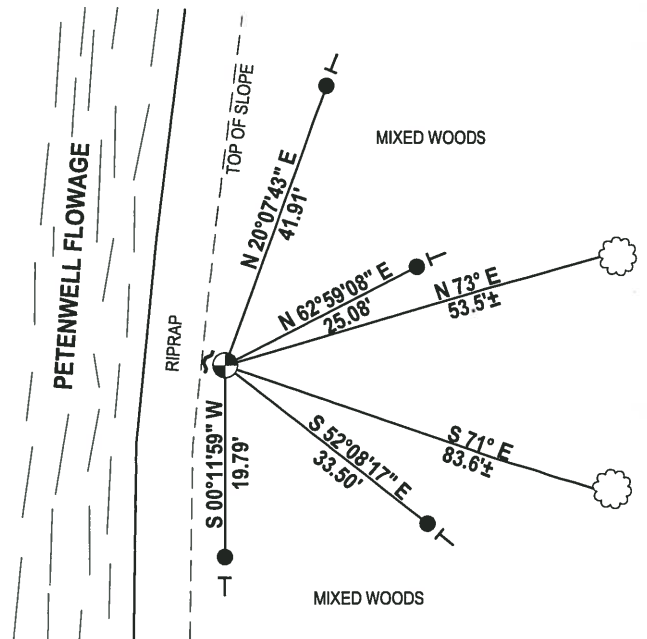 TOP OF SLOPE
MIXED WOODS
N 20°07'43" E
41.91'
PETENWELL FLOWAGE
N 62°59'08" E
25.08'
N 73° E
53.5'±
RIPRAP
S 00°11'59" W
19.79'
S 52°08'17" E
33.50'
S 71° E
83.6'±
T
T
T
T
MIXED WOODS